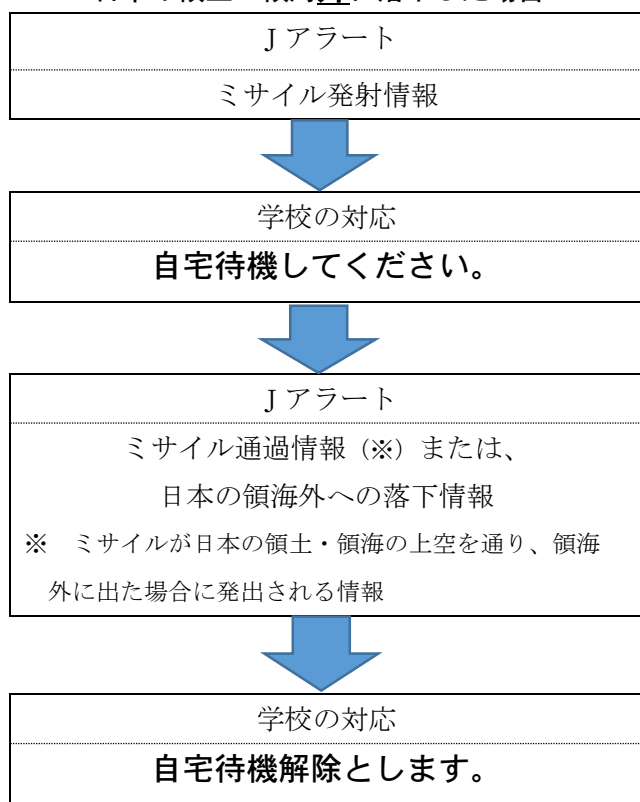 Jアラート
ミサイル発射情報
学校の対応
自宅待機してください。
Jアラート
ミサイル通過情報（※）または、
日本の領海外への落下情報
※　ミサイルが日本の領土・領海の上空を通り、領海
外に出た場合に発出される情報
学校の対応
自宅待機解除とします。